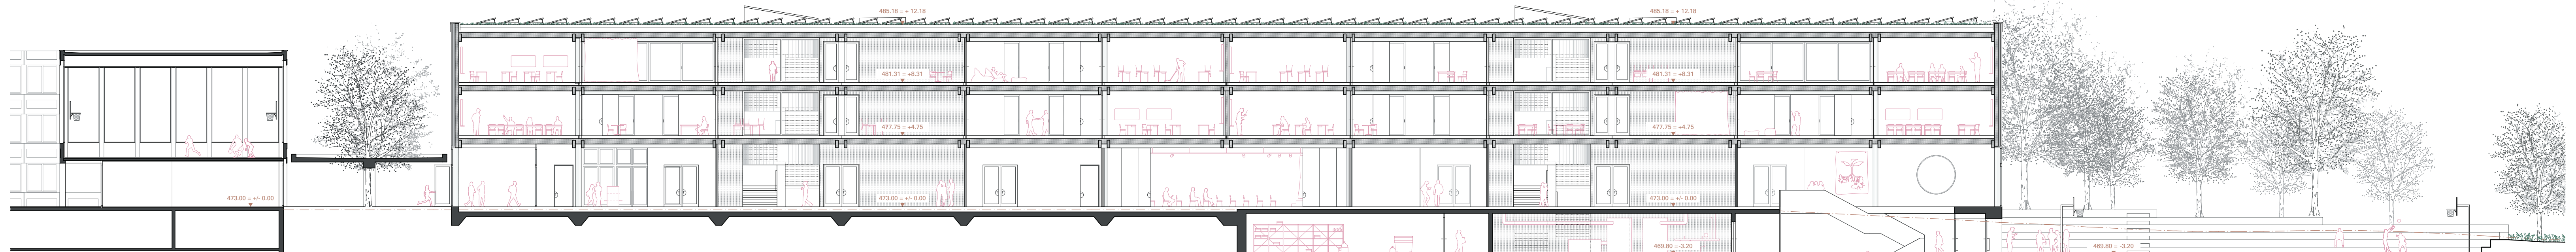 485.18 = + 12.18
485.18 = + 12.18
481.31 = +8.31
481.31 = +8.31
477.75 = +4.75
477.75 = +4.75
473.00 = +/- 0.00
473.00 = +/- 0.00
473.00 = +/- 0.00
469.80 = -3.20
469.80 = -3.20